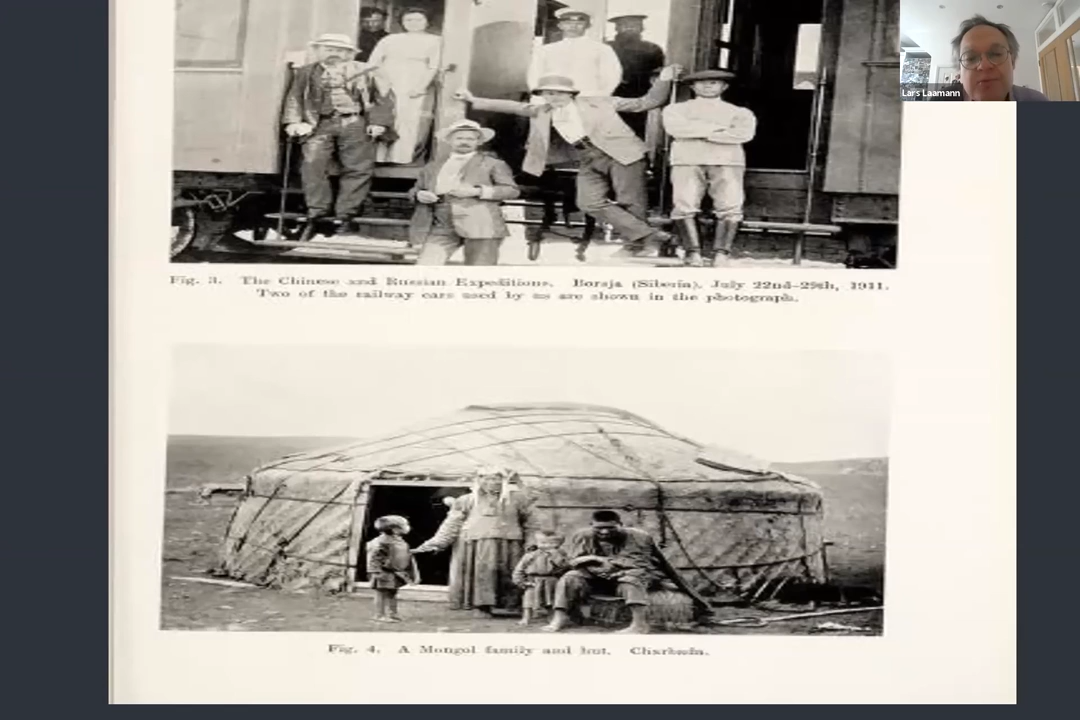 Lars Laamann
Fig. 3. The Chinese and Russian Expeditions. Borsja (Siberia), July 22nd–29th, 1911.
Two of the railway cars used by us are shown in the photograph.
Fig. 4. A Mongol family and hut.